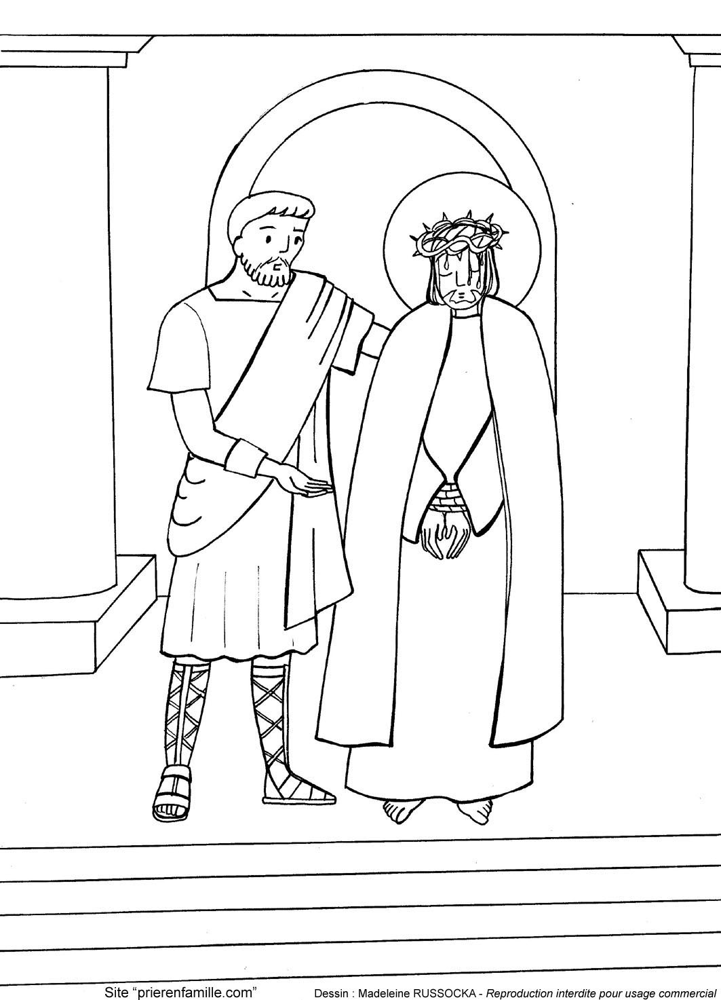 Site “prierenfamille.com” Dessin : Madeleine RUSSOCKA - Reproduction interdite pour usage commercial